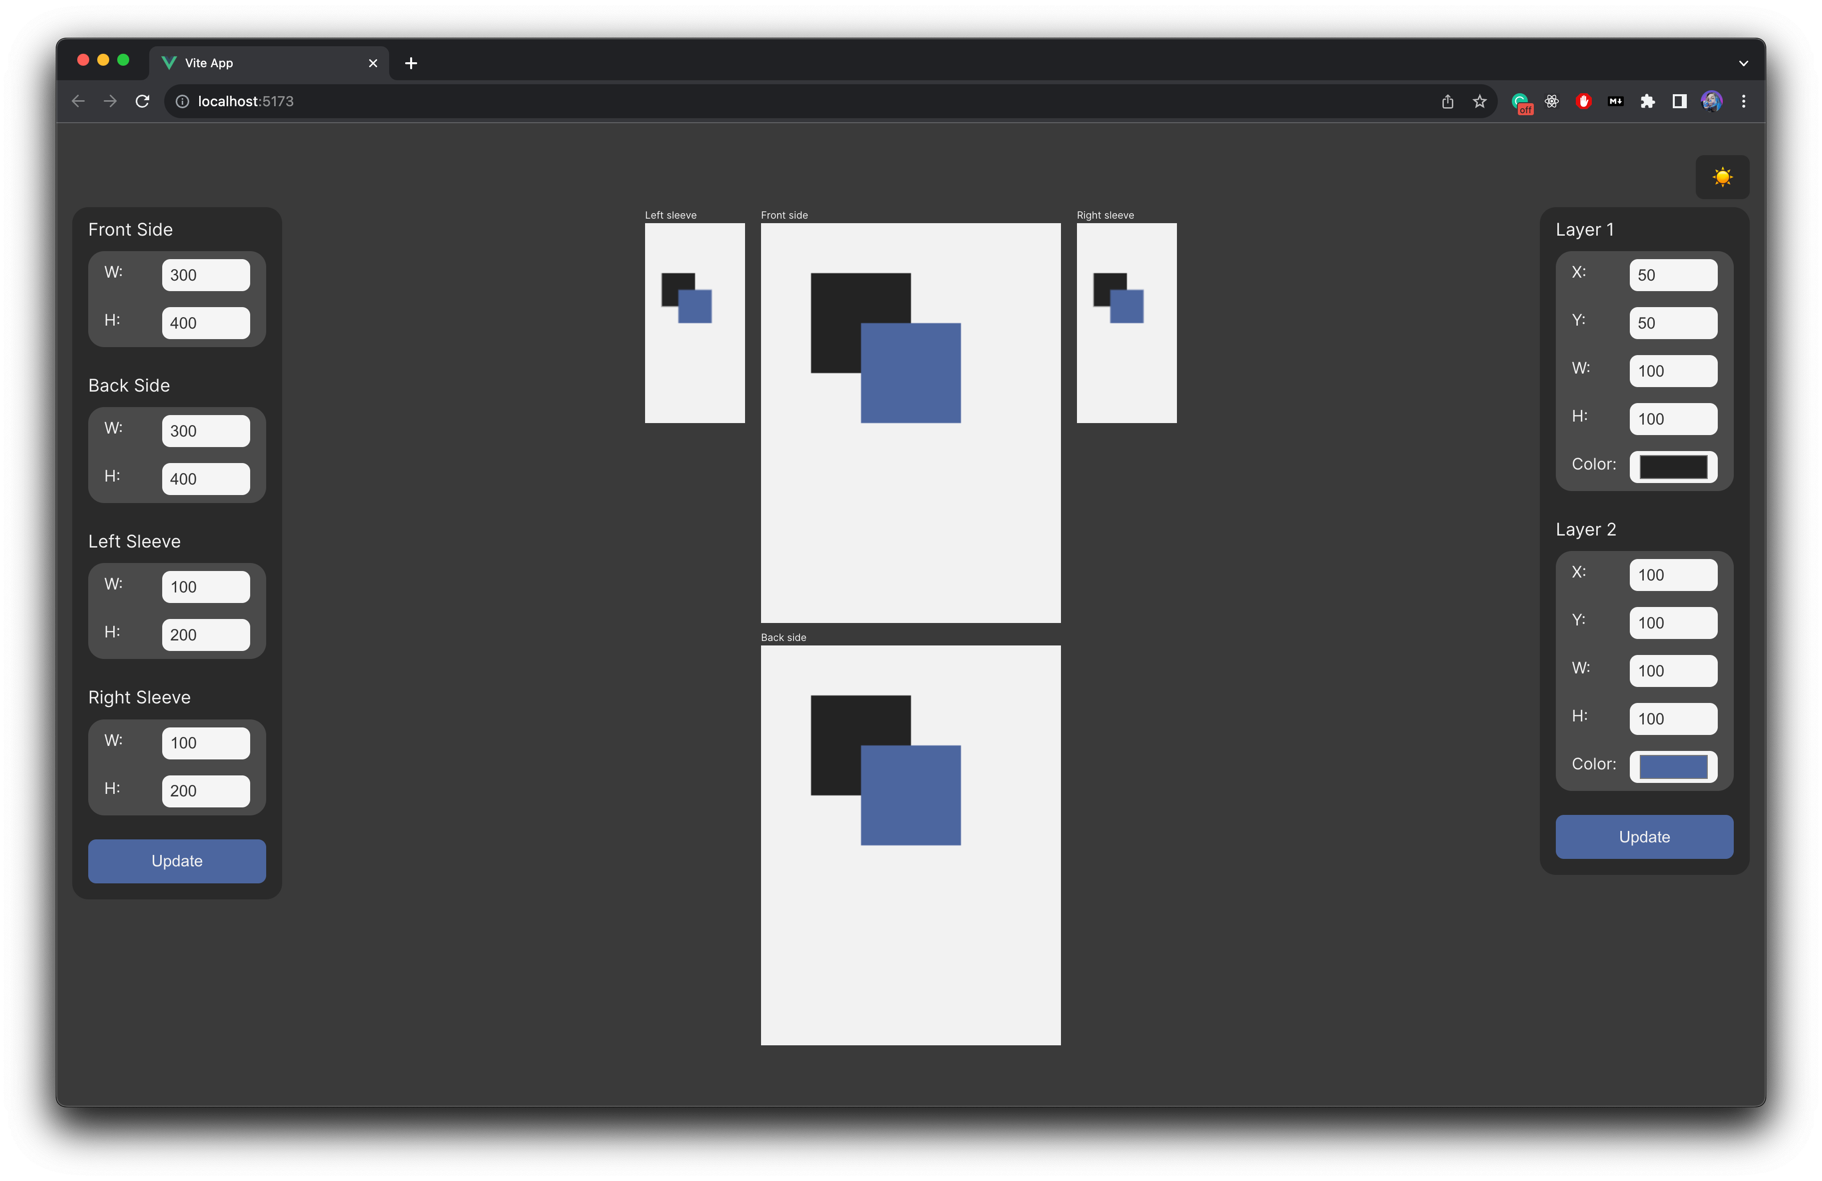 Vite App
localhost:5173
off
M↓
Front Side
W: 300
H: 400
Back Side
W: 300
H: 400
Left Sleeve
W: 100
H: 200
Right Sleeve
W: 100
H: 200
Update
Left sleeve
Front side
Right sleeve
Back side
Layer 1
X: 50
Y: 50
W: 100
H: 100
Color:
Layer 2
X: 100
Y: 100
W: 100
H: 100
Color:
Update